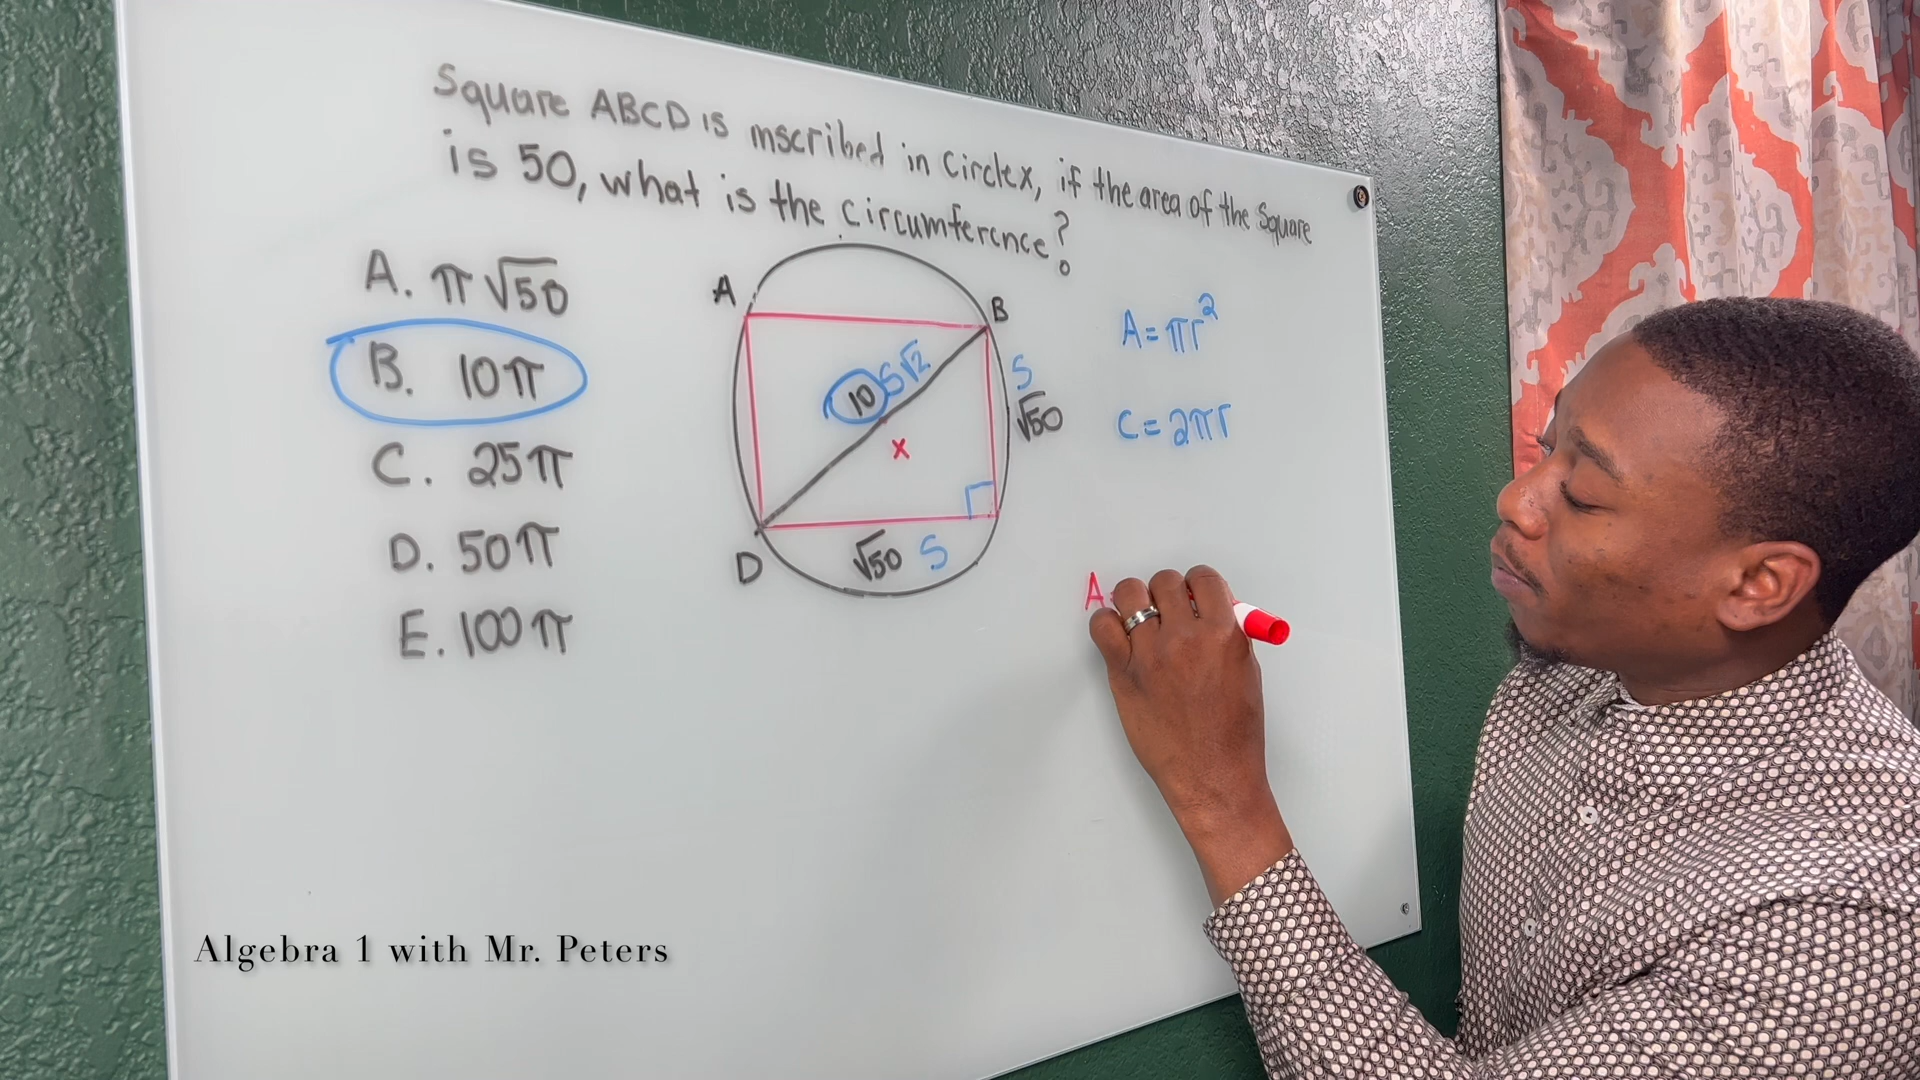 Square ABCD is inscribed in Circle x, if the area of the Square
is 50, what is the circumference?
A. π √50
B. 10π
C. 25π
D. 50π
E. 100π
A
B
10
S√2
x
S
√50
D
√50 S
A = πr²
C = 2πr
A
Algebra 1 with Mr. Peters